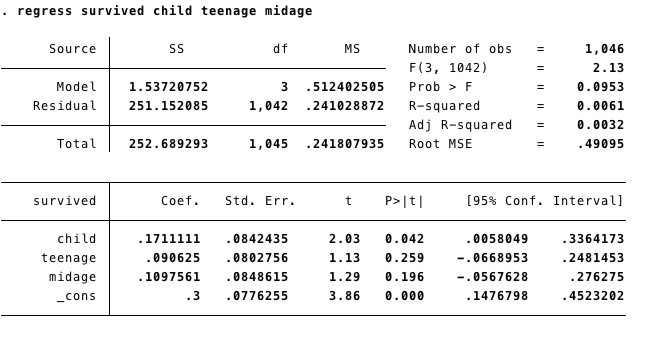 . regress survived child teenage midage
Source SS df MS Number of obs = 1,046
F(3, 1042) = 2.13
Model 1.53720752 3 .512402505 Prob > F = 0.0953
Residual 251.152085 1,042 .241028872 R-squared = 0.0061
Adj R-squared = 0.0032
Total 252.689293 1,045 .241807935 Root MSE = .49095
survived Coef. Std. Err. t P>|t| [95% Conf. Interval]
child .1711111 .0842435 2.03 0.042 .0058049 .3364173
teenage .090625 .0802756 1.13 0.259 -.0668953 .2481453
midage .1097561 .0848615 1.29 0.196 -.0567628 .276275
_cons .3 .0776255 3.86 0.000 .1476798 .4523202